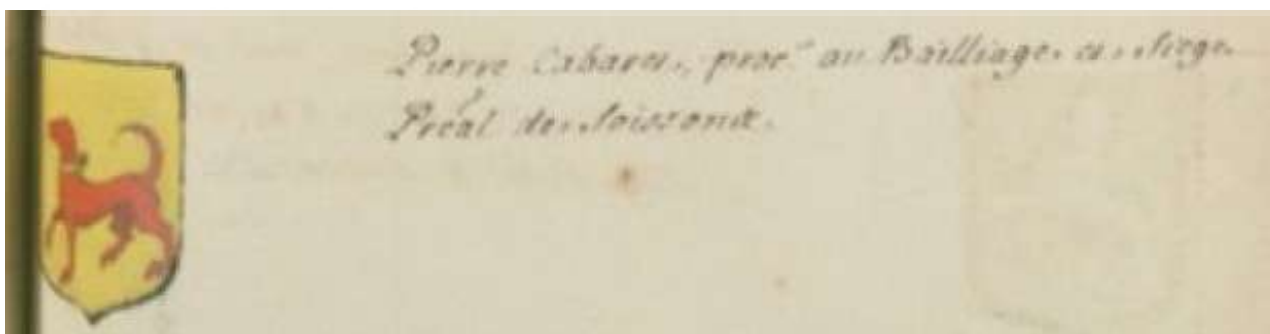 Pierre Cabaret, proc.r au Bailliage et Siege
Préal de Soissons.